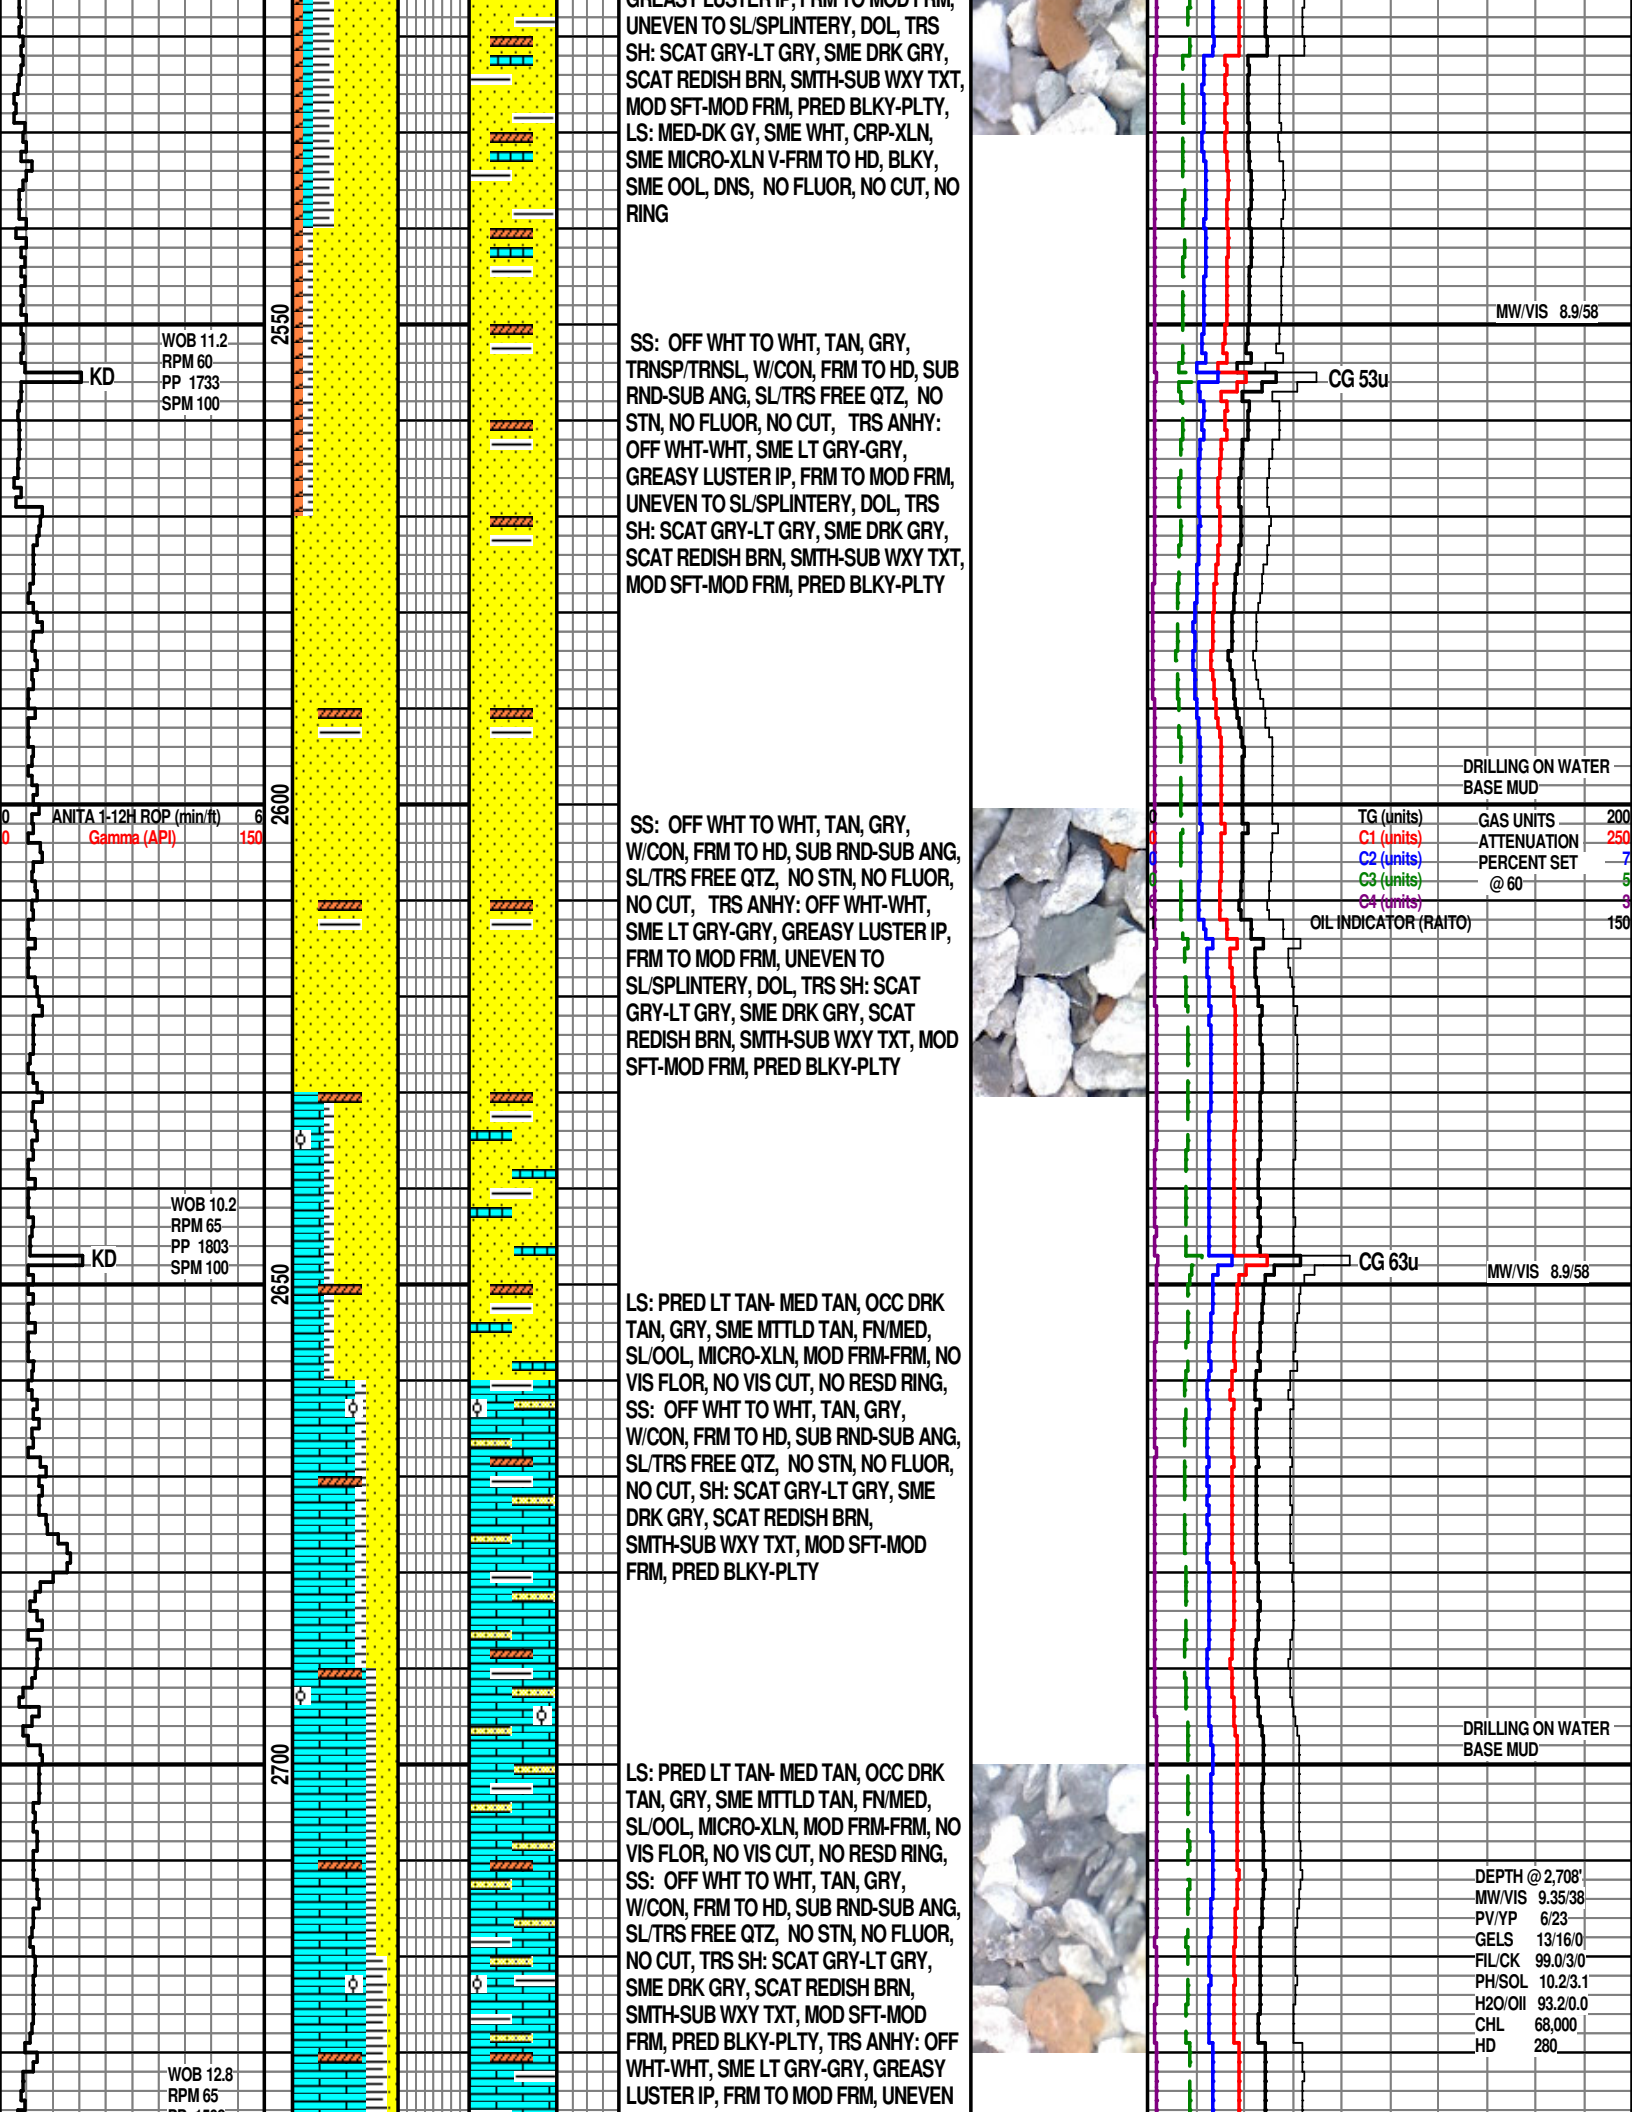 GREASY LUSTER IP, FRM TO MOD FRM,
UNEVEN TO SL/SPLINTERY, DOL, TRS
SH: SCAT GRY-LT GRY, SME DRK GRY,
SCAT REDISH BRN, SMTH-SUB WXY TXT,
MOD SFT-MOD FRM, PRED BLKY-PLTY,
LS: MED-DK GY, SME WHT, CRP-XLN,
SME MICRO-XLN V-FRM TO HD, BLKY,
SME OOL, DNS, NO FLUOR, NO CUT, NO
RING
2550
MW/VIS 8.9/58
WOB 11.2
RPM 60
PP 1733
SPM 100
KD
CG 53u
SS: OFF WHT TO WHT, TAN, GRY,
TRNSP/TRNSL, W/CON, FRM TO HD, SUB
RND-SUB ANG, SL/TRS FREE QTZ, NO
STN, NO FLUOR, NO CUT, TRS ANHY:
OFF WHT-WHT, SME LT GRY-GRY,
GREASY LUSTER IP, FRM TO MOD FRM,
UNEVEN TO SL/SPLINTERY, DOL, TRS
SH: SCAT GRY-LT GRY, SME DRK GRY,
SCAT REDISH BRN, SMTH-SUB WXY TXT,
MOD SFT-MOD FRM, PRED BLKY-PLTY
DRILLING ON WATER
BASE MUD
2600
0 ANITA 1-12H ROP (min/ft) 6
0 Gamma (API) 150
0 TG (units) 200
0 C1 (units) 250
0 C2 (units) 7
0 C3 (units) 5
0 C4 (units) 3
1 OIL INDICATOR (RAITO) 150
GAS UNITS
ATTENUATION
PERCENT SET
@ 60
SS: OFF WHT TO WHT, TAN, GRY,
W/CON, FRM TO HD, SUB RND-SUB ANG,
SL/TRS FREE QTZ, NO STN, NO FLUOR,
NO CUT, TRS ANHY: OFF WHT-WHT,
SME LT GRY-GRY, GREASY LUSTER IP,
FRM TO MOD FRM, UNEVEN TO
SL/SPLINTERY, DOL, TRS SH: SCAT
GRY-LT GRY, SME DRK GRY, SCAT
REDISH BRN, SMTH-SUB WXY TXT, MOD
SFT-MOD FRM, PRED BLKY-PLTY
WOB 10.2
RPM 65
PP 1803
SPM 100
KD
CG 63u
2650
MW/VIS 8.9/58
LS: PRED LT TAN- MED TAN, OCC DRK
TAN, GRY, SME MTTLD TAN, FN/MED,
SL/OOL, MICRO-XLN, MOD FRM-FRM, NO
VIS FLOR, NO VIS CUT, NO RESD RING,
SS: OFF WHT TO WHT, TAN, GRY,
W/CON, FRM TO HD, SUB RND-SUB ANG,
SL/TRS FREE QTZ, NO STN, NO FLUOR,
NO CUT, SH: SCAT GRY-LT GRY, SME
DRK GRY, SCAT REDISH BRN,
SMTH-SUB WXY TXT, MOD SFT-MOD
FRM, PRED BLKY-PLTY
DRILLING ON WATER
BASE MUD
2700
LS: PRED LT TAN- MED TAN, OCC DRK
TAN, GRY, SME MTTLD TAN, FN/MED,
SL/OOL, MICRO-XLN, MOD FRM-FRM, NO
VIS FLOR, NO VIS CUT, NO RESD RING,
SS: OFF WHT TO WHT, TAN, GRY,
W/CON, FRM TO HD, SUB RND-SUB ANG,
SL/TRS FREE QTZ, NO STN, NO FLUOR,
NO CUT, TRS SH: SCAT GRY-LT GRY,
SME DRK GRY, SCAT REDISH BRN,
SMTH-SUB WXY TXT, MOD SFT-MOD
FRM, PRED BLKY-PLTY, TRS ANHY: OFF
WHT-WHT, SME LT GRY-GRY, GREASY
LUSTER IP, FRM TO MOD FRM, UNEVEN
DEPTH @ 2,708'
MW/VIS 9.35/38
PV/YP 6/23
GELS 13/16/0
FIL/CK 99.0/3/0
PH/SOL 10.2/3.1
H2O/OIl 93.2/0.0
CHL 68,000
HD 280
WOB 12.8
RPM 65